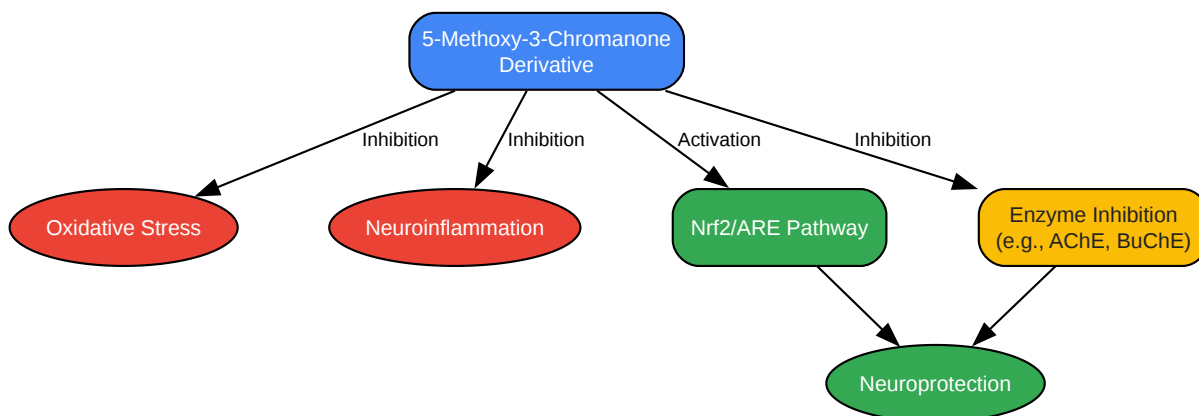 5-Methoxy-3-Chromanone
Derivative
Inhibition
Inhibition
Activation
Inhibition
Oxidative Stress
Neuroinflammation
Nrf2/ARE Pathway
Enzyme Inhibition
(e.g., AChE, BuChE)
Neuroprotection